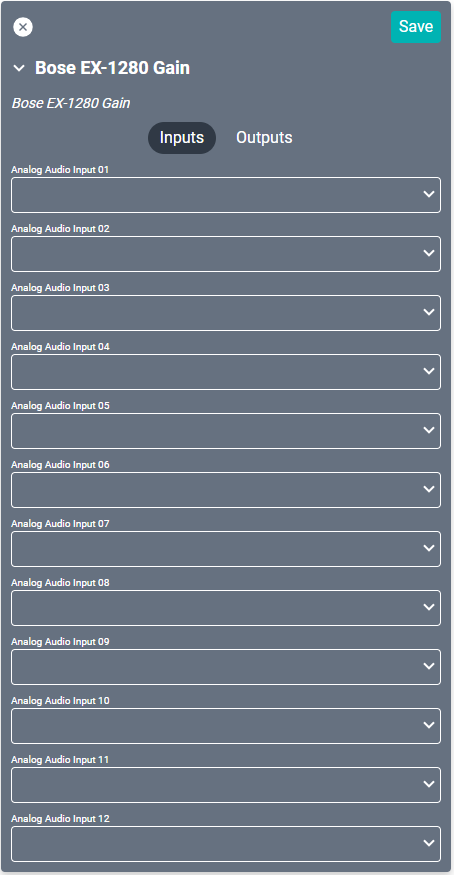 Save
Bose EX-1280 Gain
Bose EX-1280 Gain
Inputs Outputs
Analog Audio Input 01
Analog Audio Input 02
Analog Audio Input 03
Analog Audio Input 04
Analog Audio Input 05
Analog Audio Input 06
Analog Audio Input 07
Analog Audio Input 08
Analog Audio Input 09
Analog Audio Input 10
Analog Audio Input 11
Analog Audio Input 12